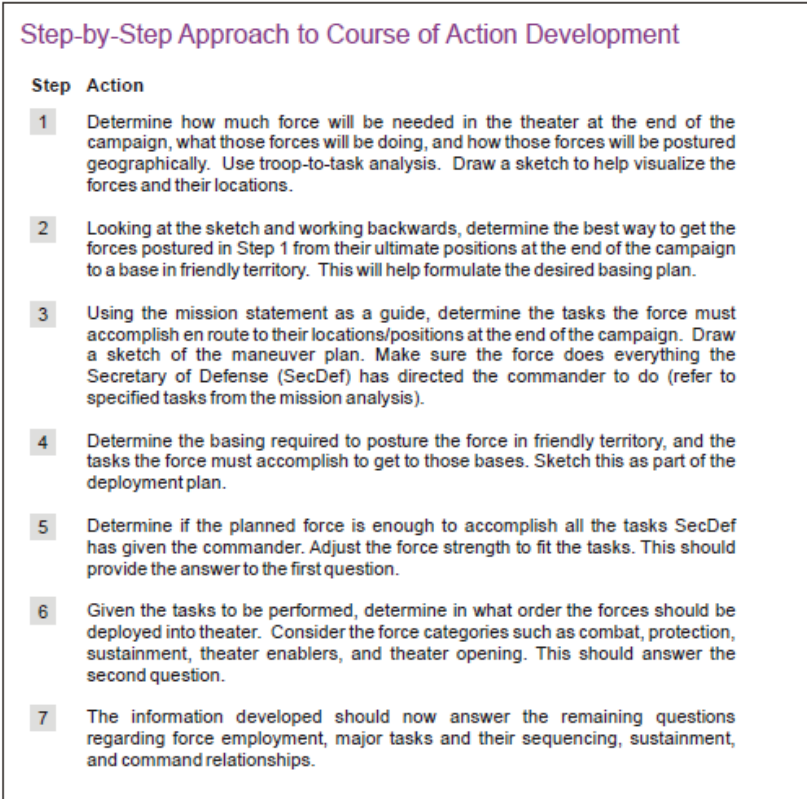 Step-by-Step Approach to Course of Action Development
Step Action
1 Determine how much force will be needed in the theater at the end of the
campaign, what those forces will be doing, and how those forces will be postured
geographically. Use troop-to-task analysis. Draw a sketch to help visualize the
forces and their locations.
2 Looking at the sketch and working backwards, determine the best way to get the
forces postured in Step 1 from their ultimate positions at the end of the campaign
to a base in friendly territory. This will help formulate the desired basing plan.
3 Using the mission statement as a guide, determine the tasks the force must
accomplish en route to their locations/positions at the end of the campaign. Draw
a sketch of the maneuver plan. Make sure the force does everything the
Secretary of Defense (SecDef) has directed the commander to do (refer to
specified tasks from the mission analysis).
4 Determine the basing required to posture the force in friendly territory, and the
tasks the force must accomplish to get to those bases. Sketch this as part of the
deployment plan.
5 Determine if the planned force is enough to accomplish all the tasks SecDef
has given the commander. Adjust the force strength to fit the tasks. This should
provide the answer to the first question.
6 Given the tasks to be performed, determine in what order the forces should be
deployed into theater. Consider the force categories such as combat, protection,
sustainment, theater enablers, and theater opening. This should answer the
second question.
7 The information developed should now answer the remaining questions
regarding force employment, major tasks and their sequencing, sustainment,
and command relationships.